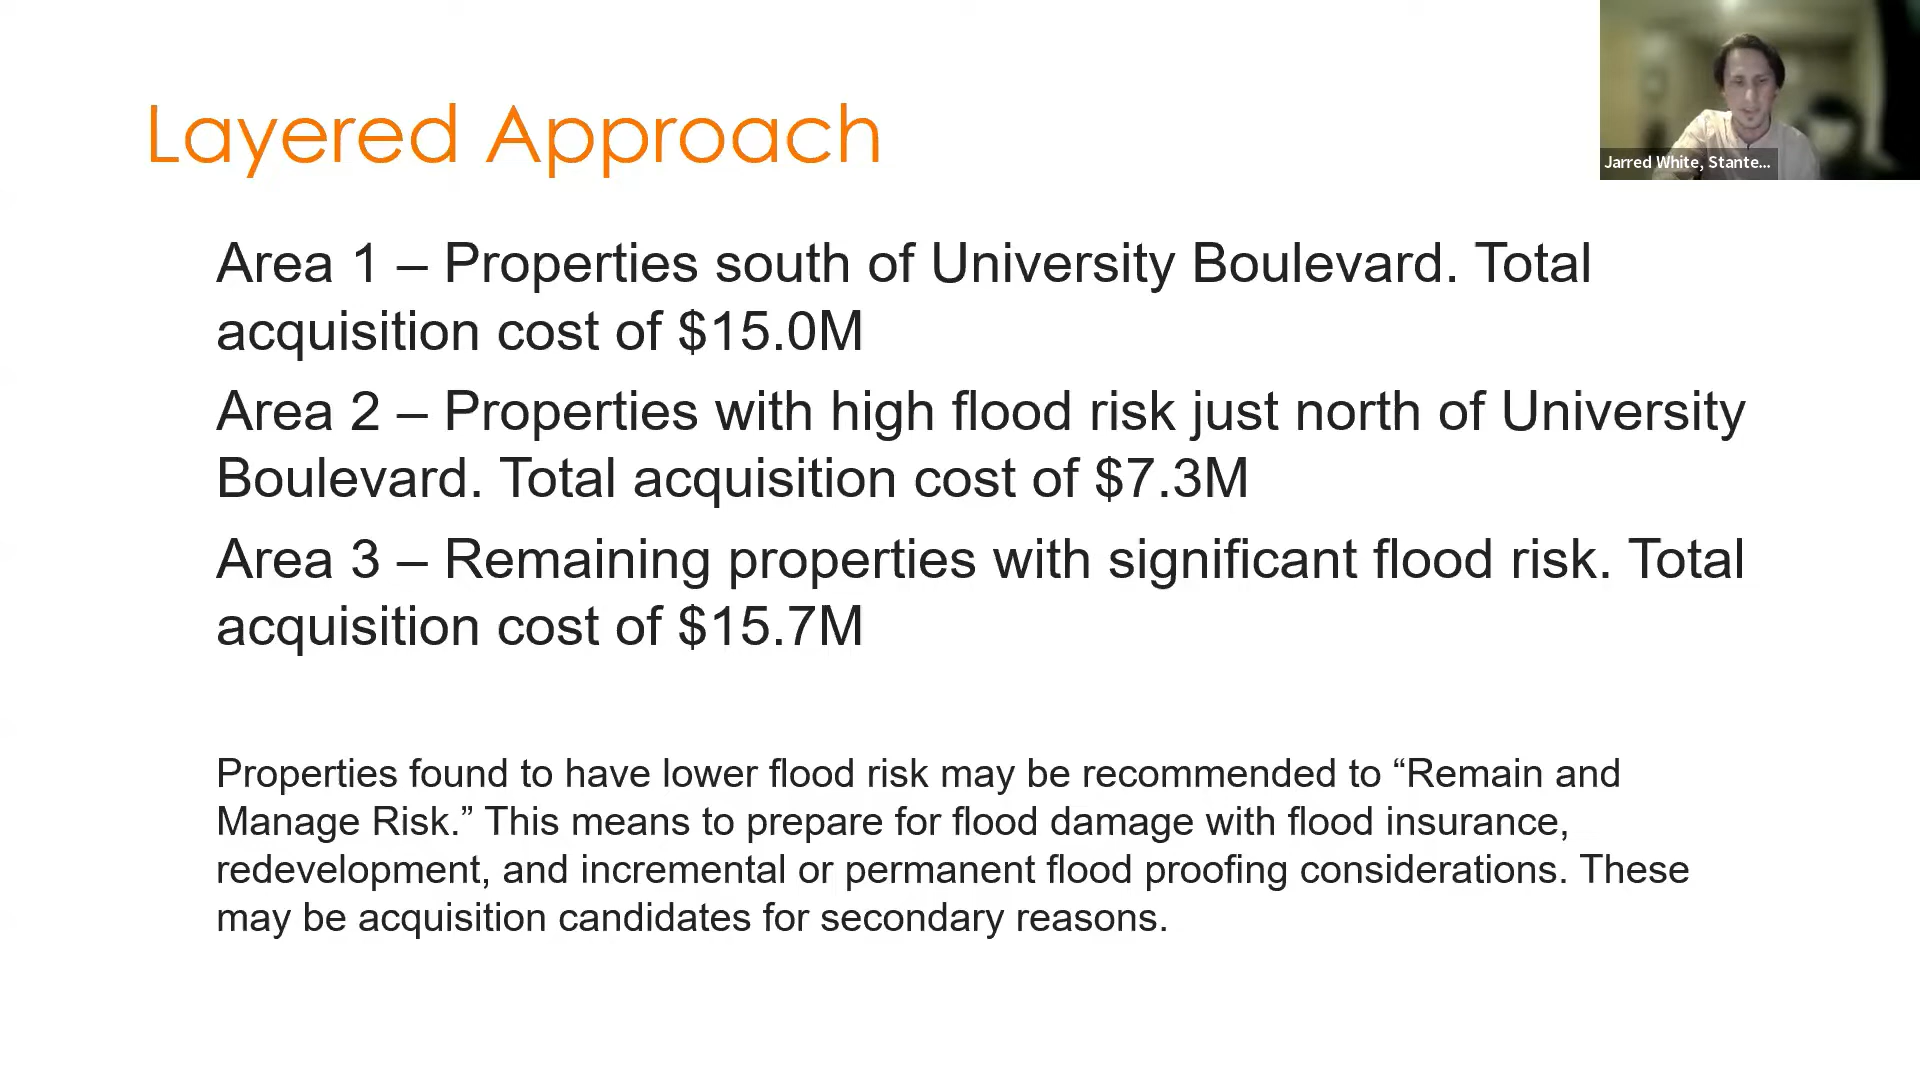 Layered Approach
Jarred White, Stante...
Area 1 – Properties south of University Boulevard. Total
acquisition cost of $15.0M
Area 2 – Properties with high flood risk just north of University
Boulevard. Total acquisition cost of $7.3M
Area 3 – Remaining properties with significant flood risk. Total
acquisition cost of $15.7M
Properties found to have lower flood risk may be recommended to “Remain and
Manage Risk.” This means to prepare for flood damage with flood insurance,
redevelopment, and incremental or permanent flood proofing considerations. These
may be acquisition candidates for secondary reasons.